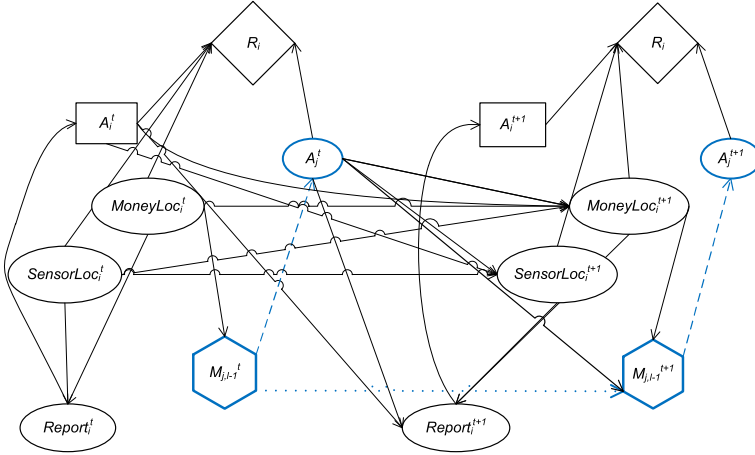 R_i
R_i
A_i^t
A_i^{t+1}
A_j^t
A_j^{t+1}
MoneyLoc_i^t
MoneyLoc_i^{t+1}
SensorLoc_i^t
SensorLoc_i^{t+1}
M_{j,l-1}^t
M_{j,l-1}^{t+1}
Report_i^t
Report_i^{t+1}